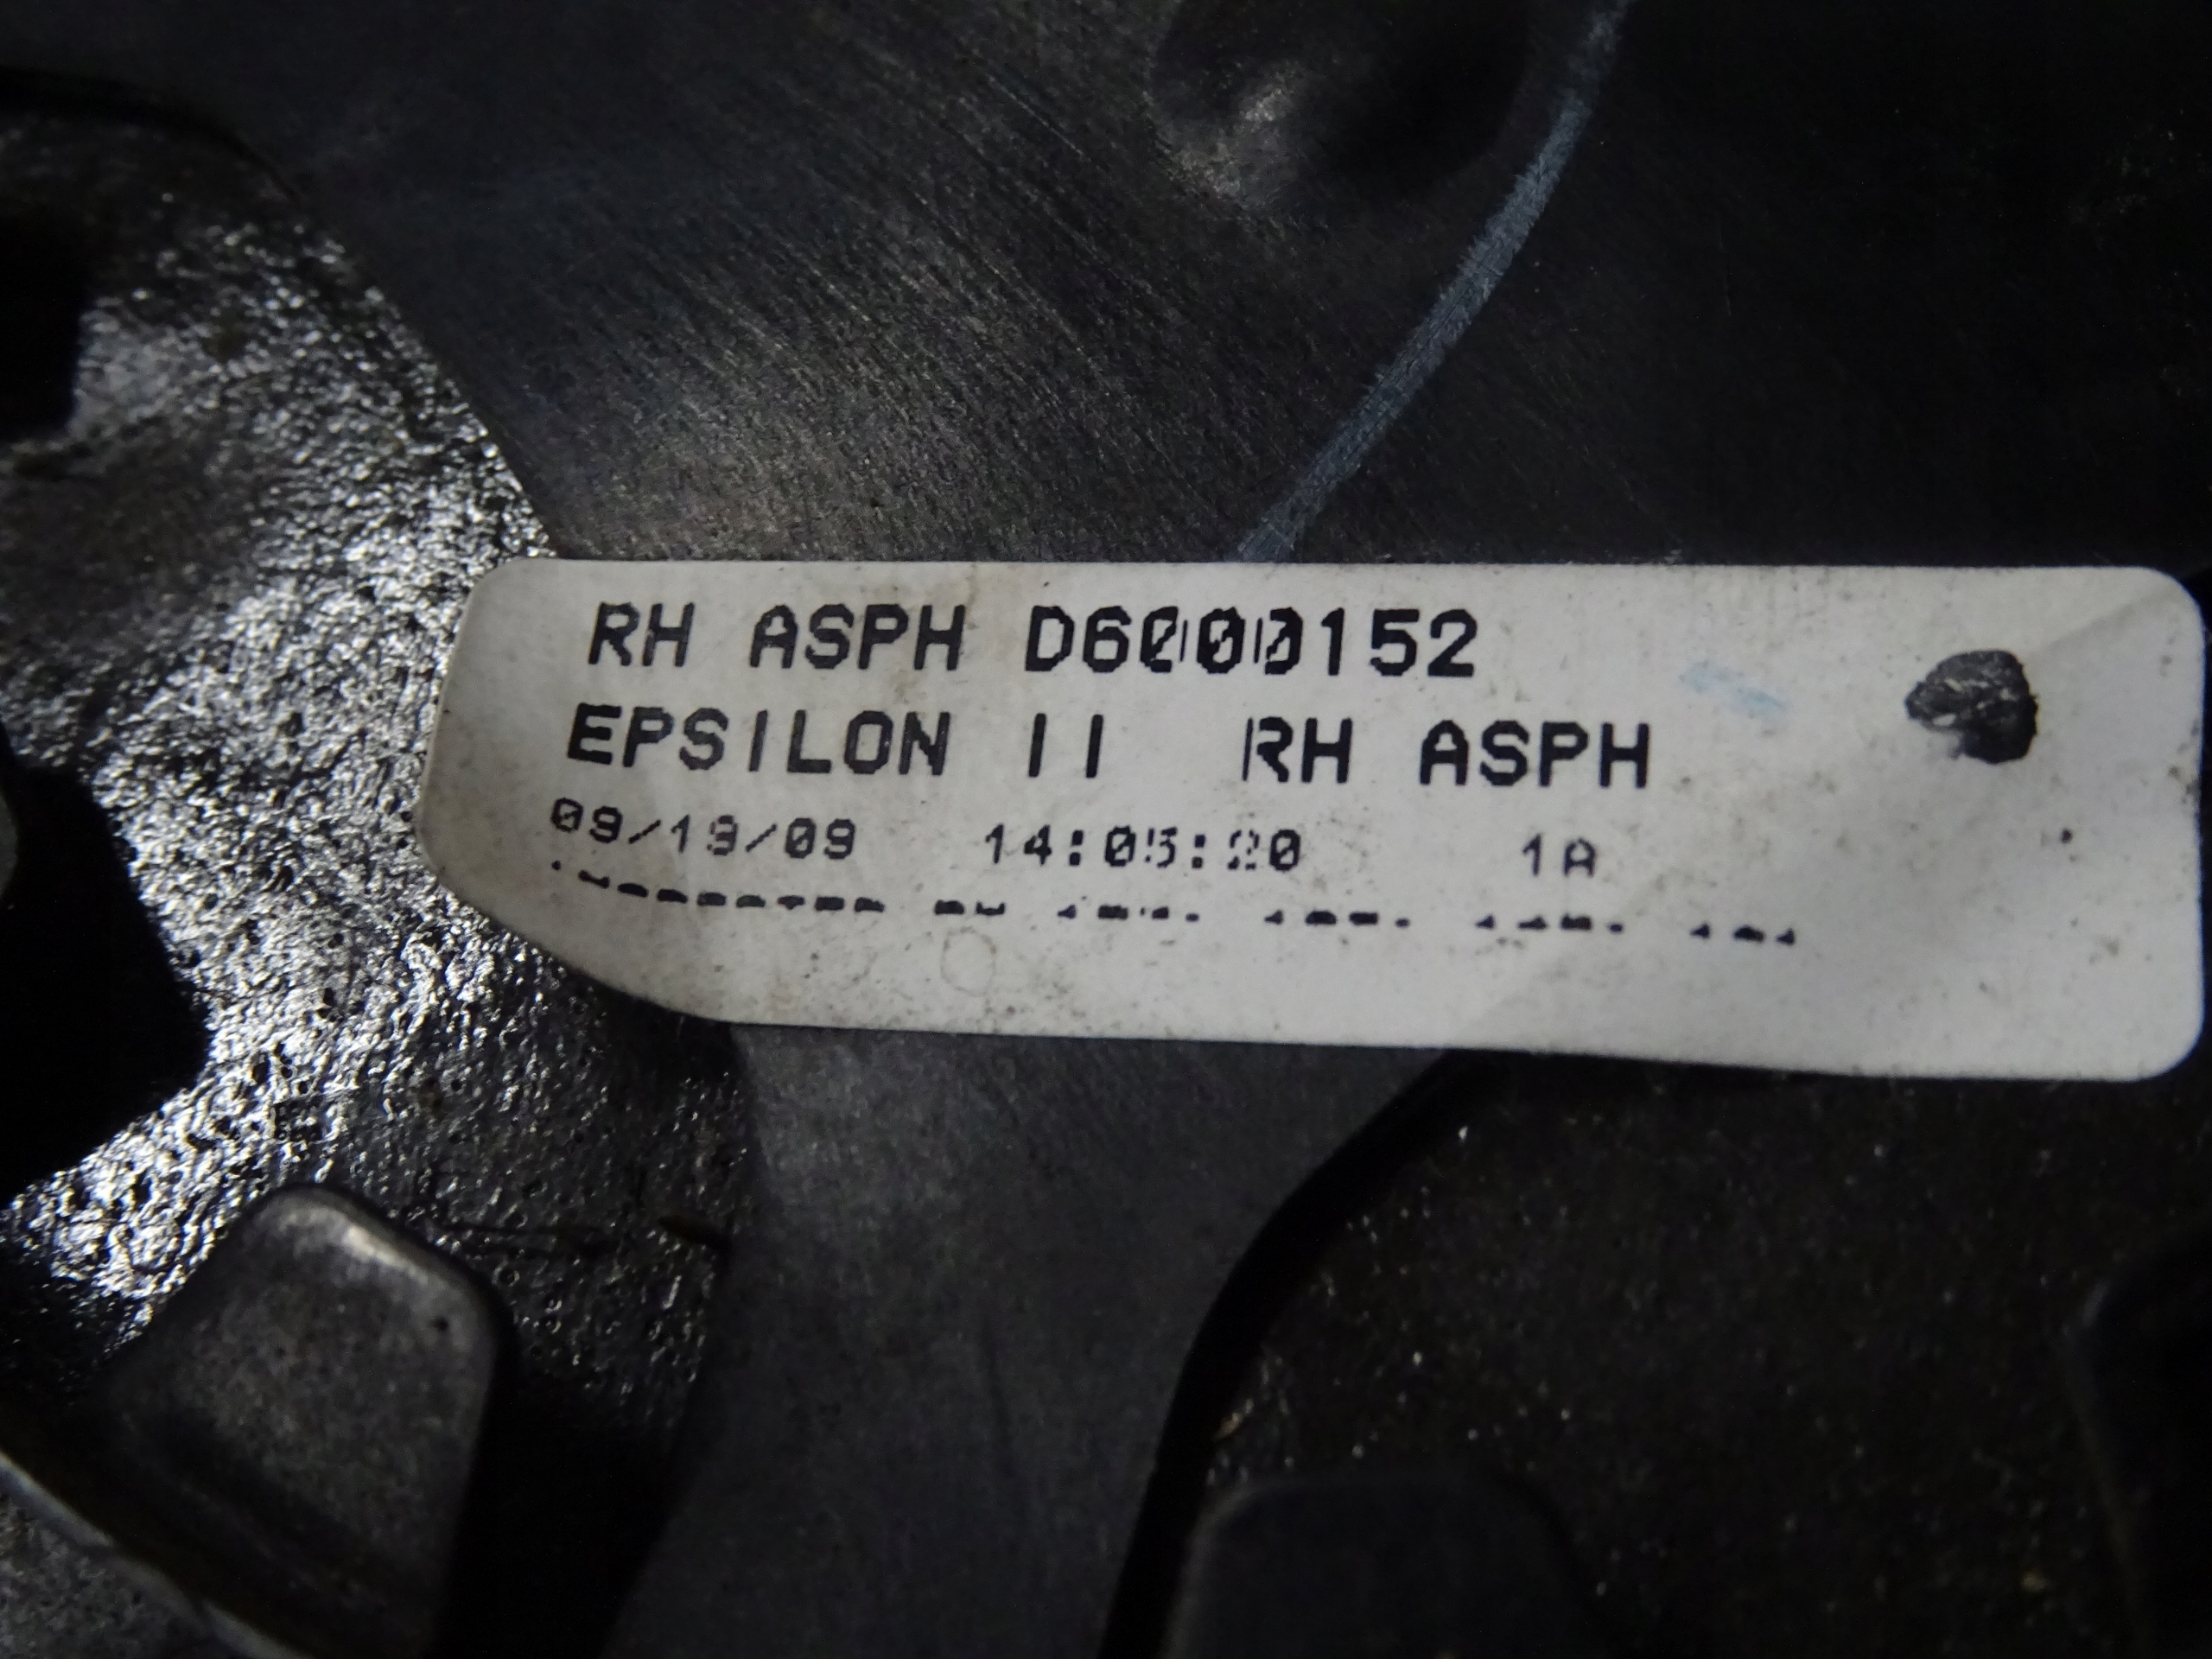 RH ASPH D6000152
EPSILON II RH ASPH
09/19/09 14:05:20 1A